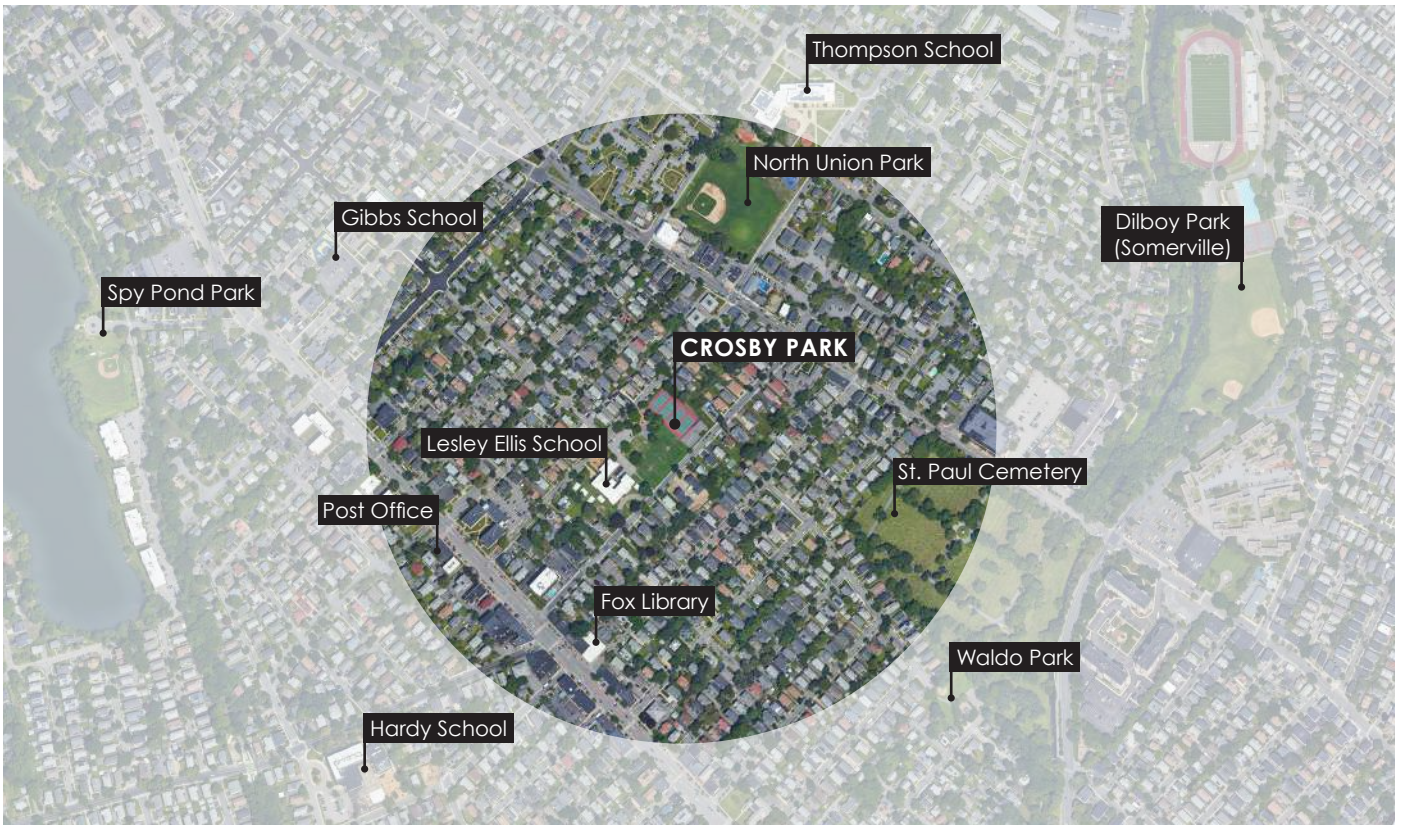 Thompson School
North Union Park
Gibbs School
Dilboy Park
(Somerville)
Spy Pond Park
CROSBY PARK
Lesley Ellis School
St. Paul Cemetery
Post Office
Fox Library
Waldo Park
Hardy School